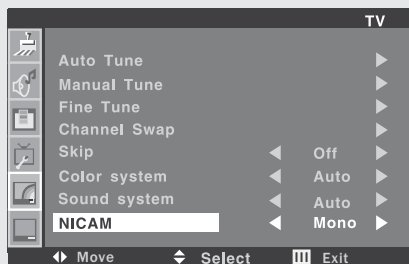 TV
Auto Tune
Manual Tune
Fine Tune
Channel Swap
Skip Off
Color system Auto
Sound system Auto
NICAM Mono
Move Select Exit